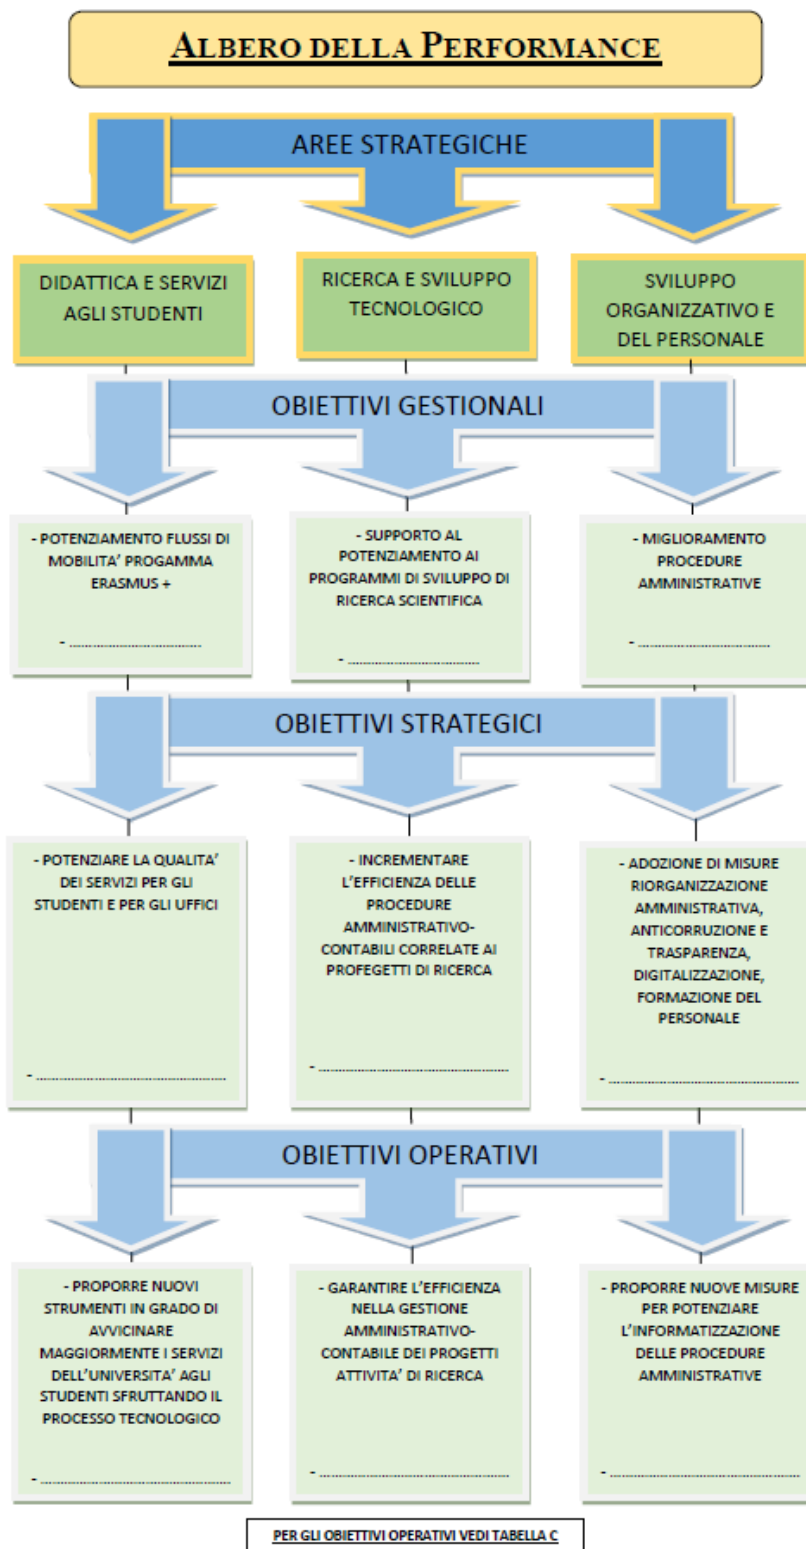 ALBERO DELLA PERFORMANCE
AREE STRATEGICHE
DIDATTICA E SERVIZI
AGLI STUDENTI
RICERCA E SVILUPPO
TECNOLOGICO
SVILUPPO
ORGANIZZATIVO E
DEL PERSONALE
OBIETTIVI GESTIONALI
- POTENZIAMENTO FLUSSI DI
MOBILITA' PROGAMMA
ERASMUS +
- ...................................
- SUPPORTO AL
POTENZIAMENTO AI
PROGRAMMI DI SVILUPPO DI
RICERCA SCIENTIFICA
- ...................................
- MIGLIORAMENTO
PROCEDURE
AMMINISTRATIVE
- ...................................
OBIETTIVI STRATEGICI
- POTENZIARE LA QUALITA'
DEI SERVIZI PER GLI
STUDENTI E PER GLI UFFICI
- ...................................................
- INCREMENTARE
L'EFFICIENZA DELLE
PROCEDURE
AMMINISTRATIVO-
CONTABILI CORRELATE AI
PROFEGETTI DI RICERCA
- ...................................................
- ADOZIONE DI MISURE
RIORGANIZZAZIONE
AMMINISTRATIVA,
ANTICORRUZIONE E
TRASPARENZA,
DIGITALIZZAZIONE,
FORMAZIONE DEL
PERSONALE
- ...................................................
OBIETTIVI OPERATIVI
- PROPORRE NUOVI
STRUMENTI IN GRADO DI
AVVICINARE
MAGGIORMENTE I SERVIZI
DELL'UNIVERSITA' AGLI
STUDENTI SFRUTTANDO IL
PROCESSO TECNOLOGICO
- ...................................................
- GARANTIRE L'EFFICIENZA
NELLA GESTIONE
AMMINISTRATIVO-
CONTABILE DEI PROGETTI
ATTIVITA' DI RICERCA
- ...................................................
- PROPORRE NUOVE MISURE
PER POTENZIARE
L'INFORMATIZZAZIONE
DELLE PROCEDURE
AMMINISTRATIVE
- ...................................................
PER GLI OBIETTIVI OPERATIVI VEDI TABELLA C